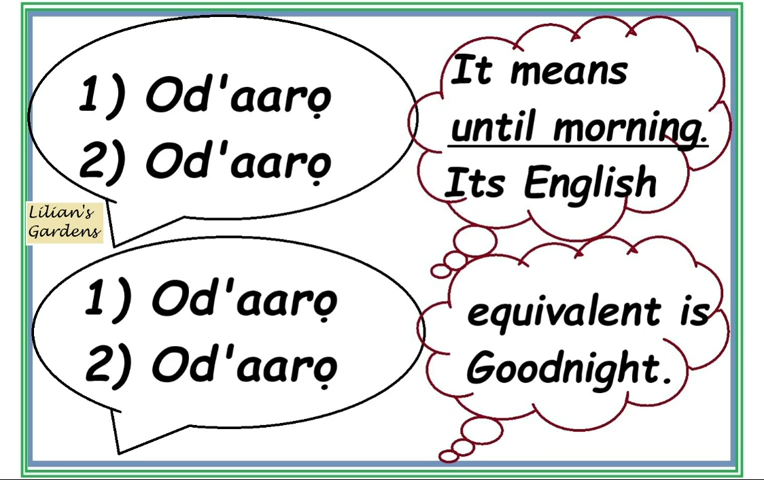 1) Od'aarọ
2) Od'aarọ
It means
until morning.
Its English
Lilian's
Gardens
1) Od'aarọ
2) Od'aarọ
equivalent is
Goodnight.